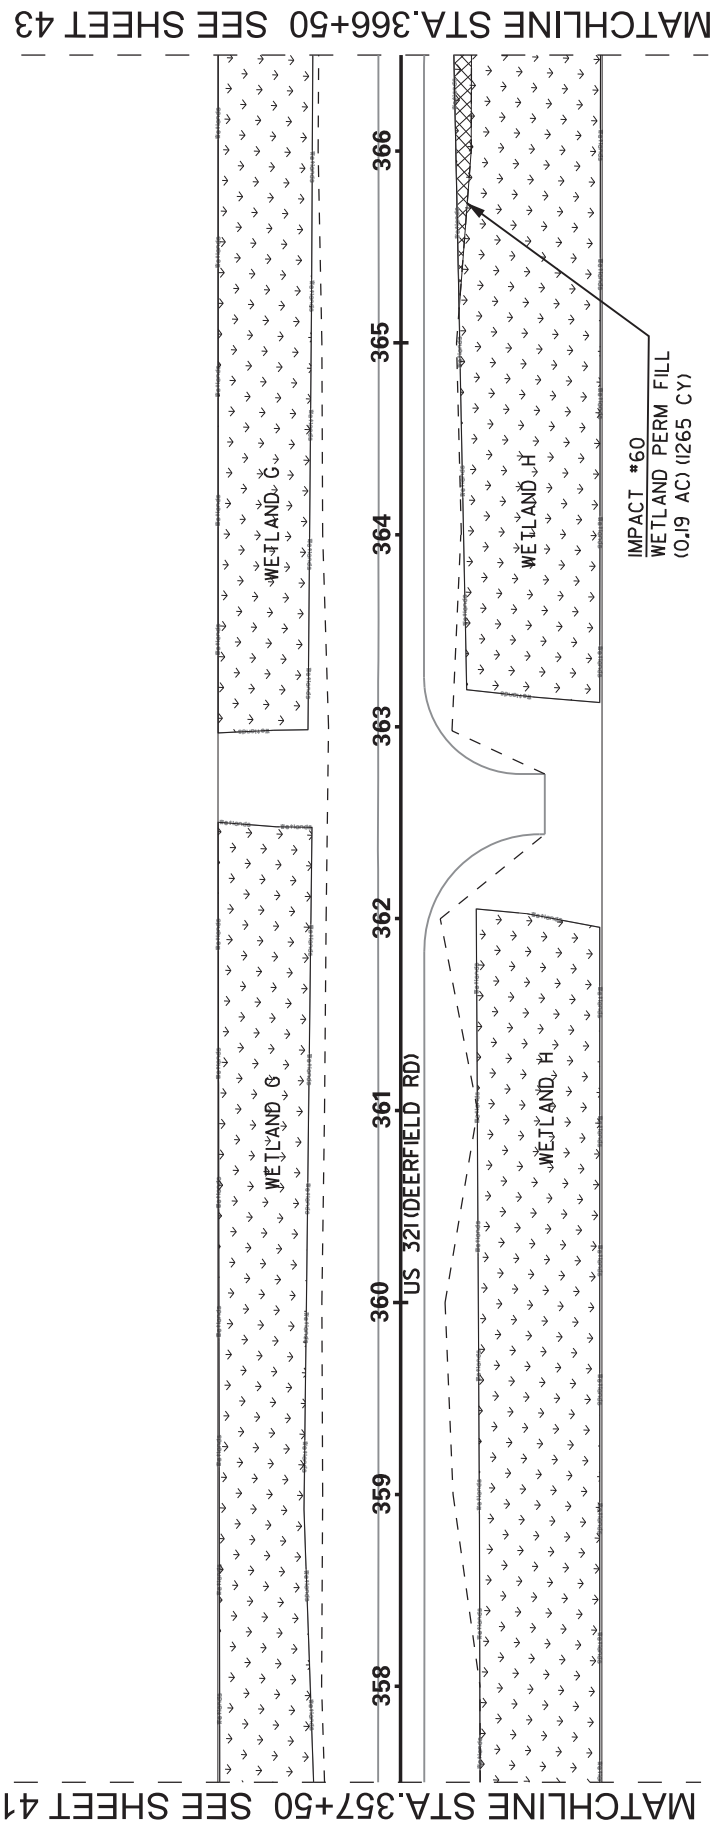 MATCHLINE STA.366+50 SEE SHEET 43
366
365
364
363
362
361
360
359
358
WETLAND G
WETLAND H
IMPACT #60
WETLAND PERM FILL
(0.19 AC) (1265 CY)
US 321 (DEERFIELD RD)
WETLAND G
WETLAND H
MATCHLINE STA.357+50 SEE SHEET 41